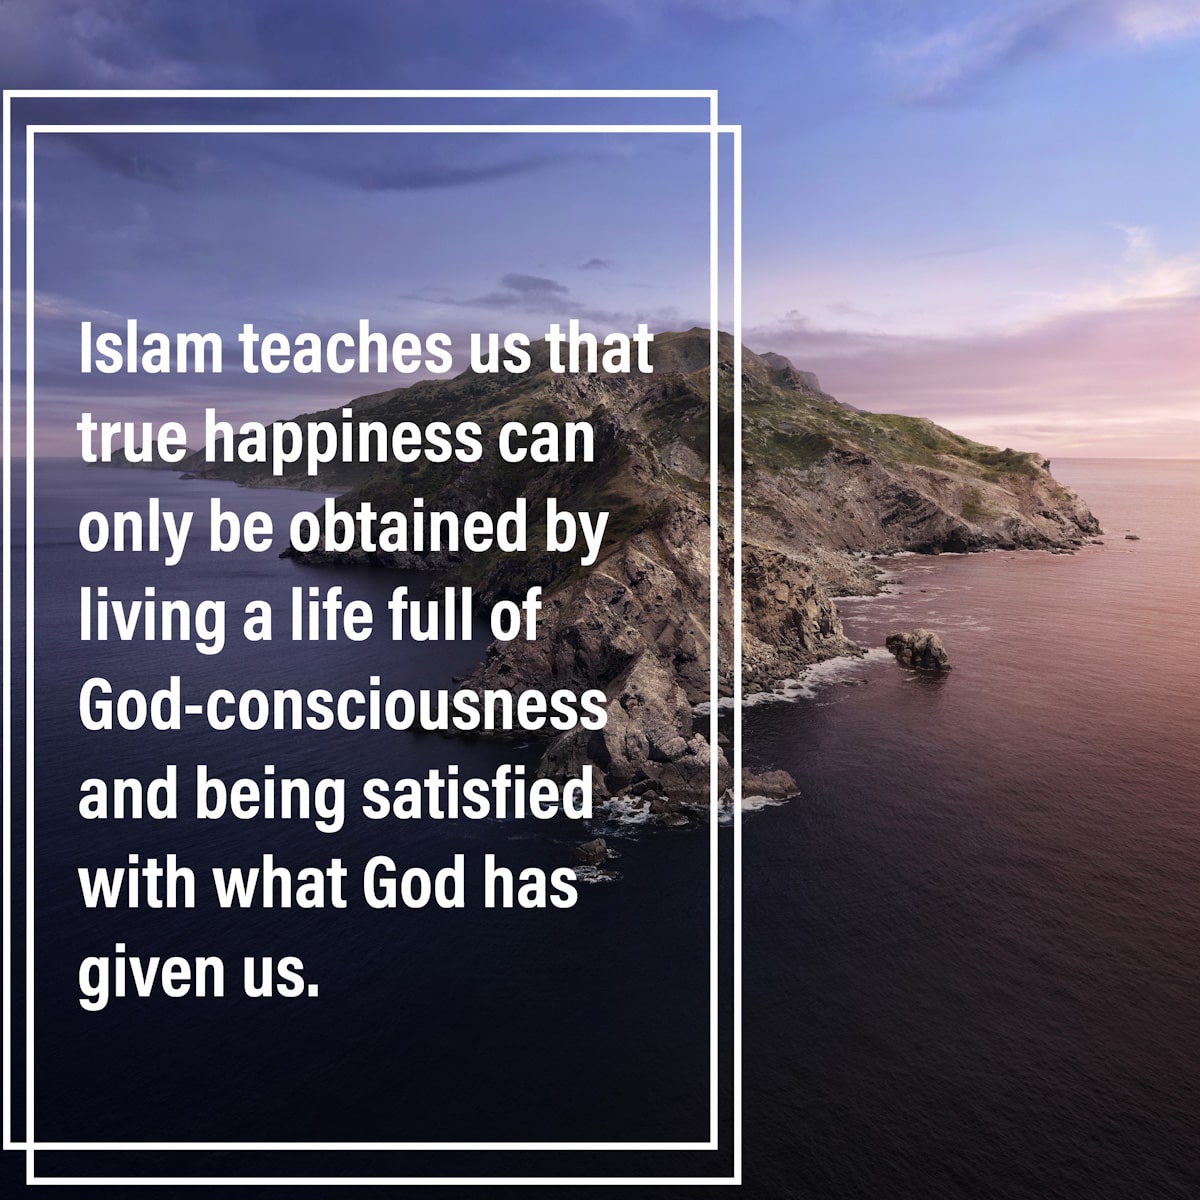 Islam teaches us that
true happiness can
only be obtained by
living a life full of
God-consciousness
and being satisfied
with what God has
given us.